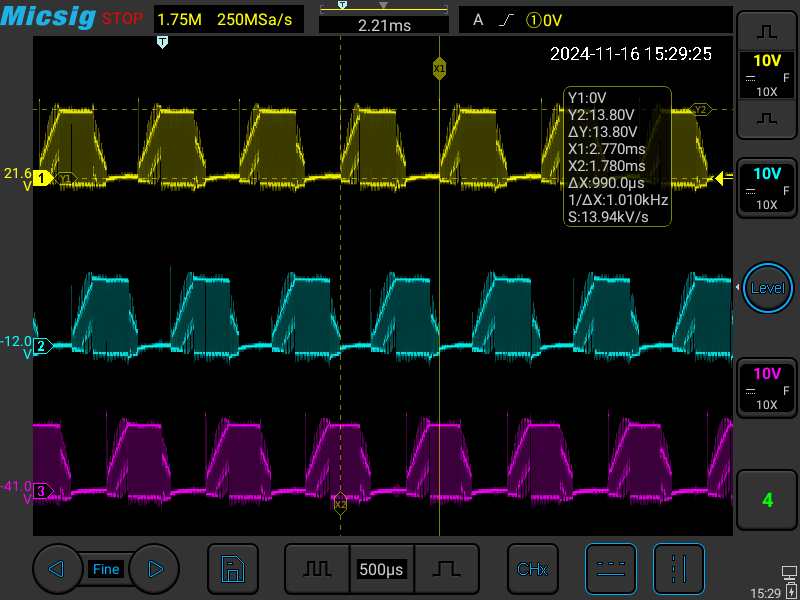 Micsig STOP 1.75M 250MSa/s T 2.21ms A ①0V
T
2024-11-16 15:29:25
X1
10V
F
10X
Y1:0V
Y2:13.80V
ΔY:13.80V
X1:2.770ms
X2:1.780ms
ΔX:990.0µs
1/ΔX:1.010kHz
S:13.94kV/s
Y2
21.6
V
1
Y1
10V
F
10X
Level
-12.0
V
2
10V
F
10X
-41.0
V
3
X2
4
Fine
500µs
CHx
15:29